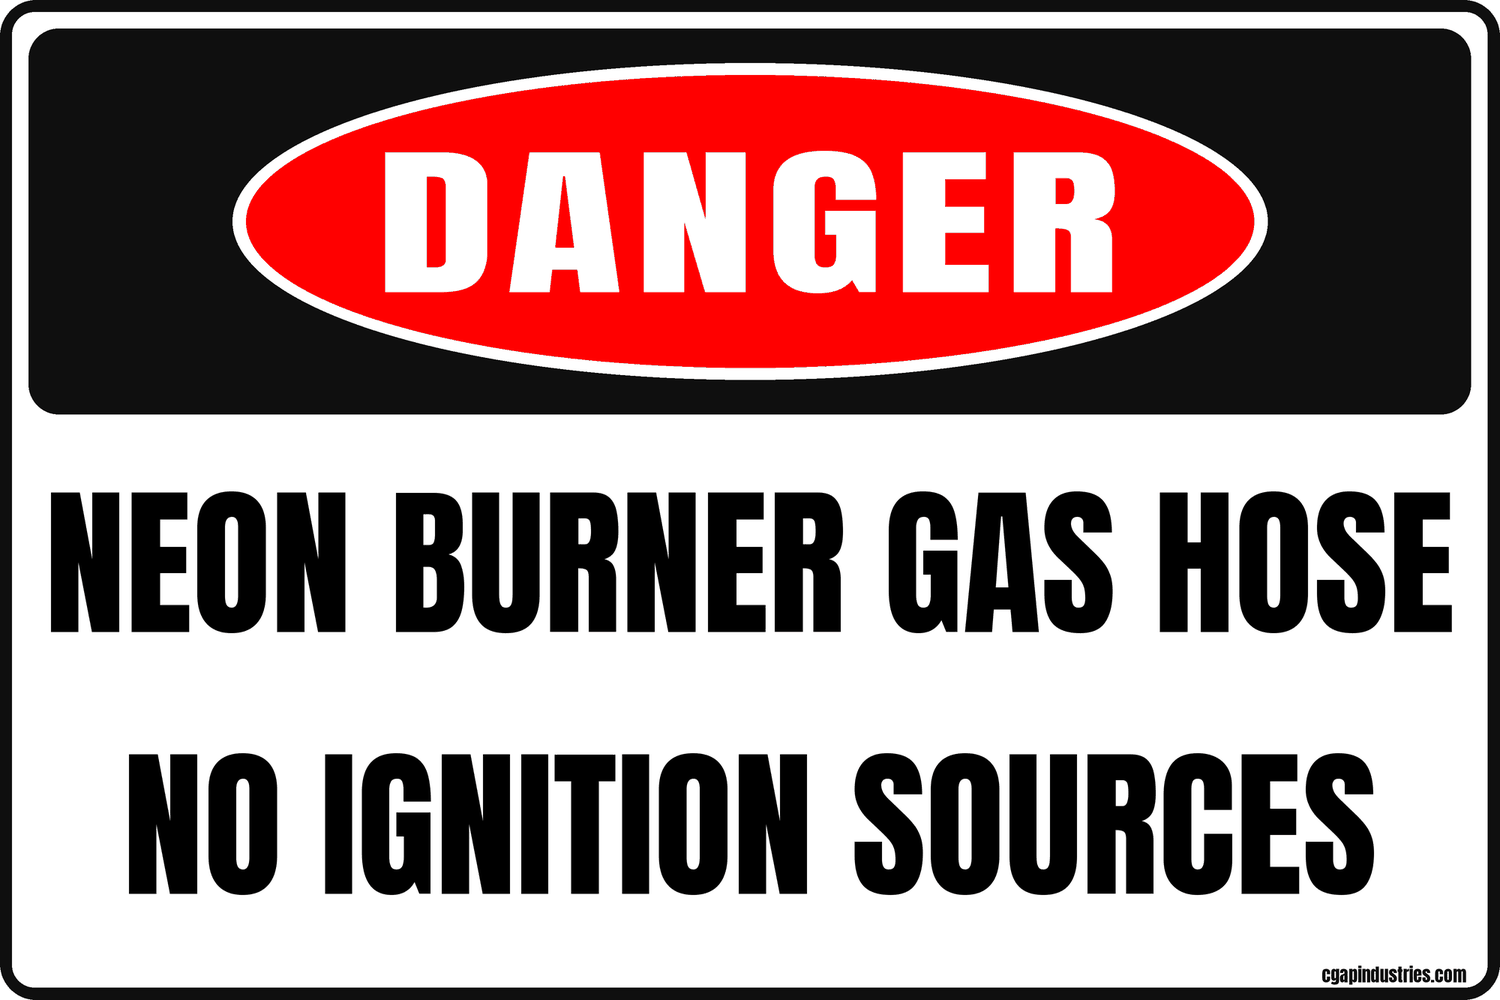 DANGER
NEON BURNER GAS HOSE
NO IGNITION SOURCES
cgapindustries.com